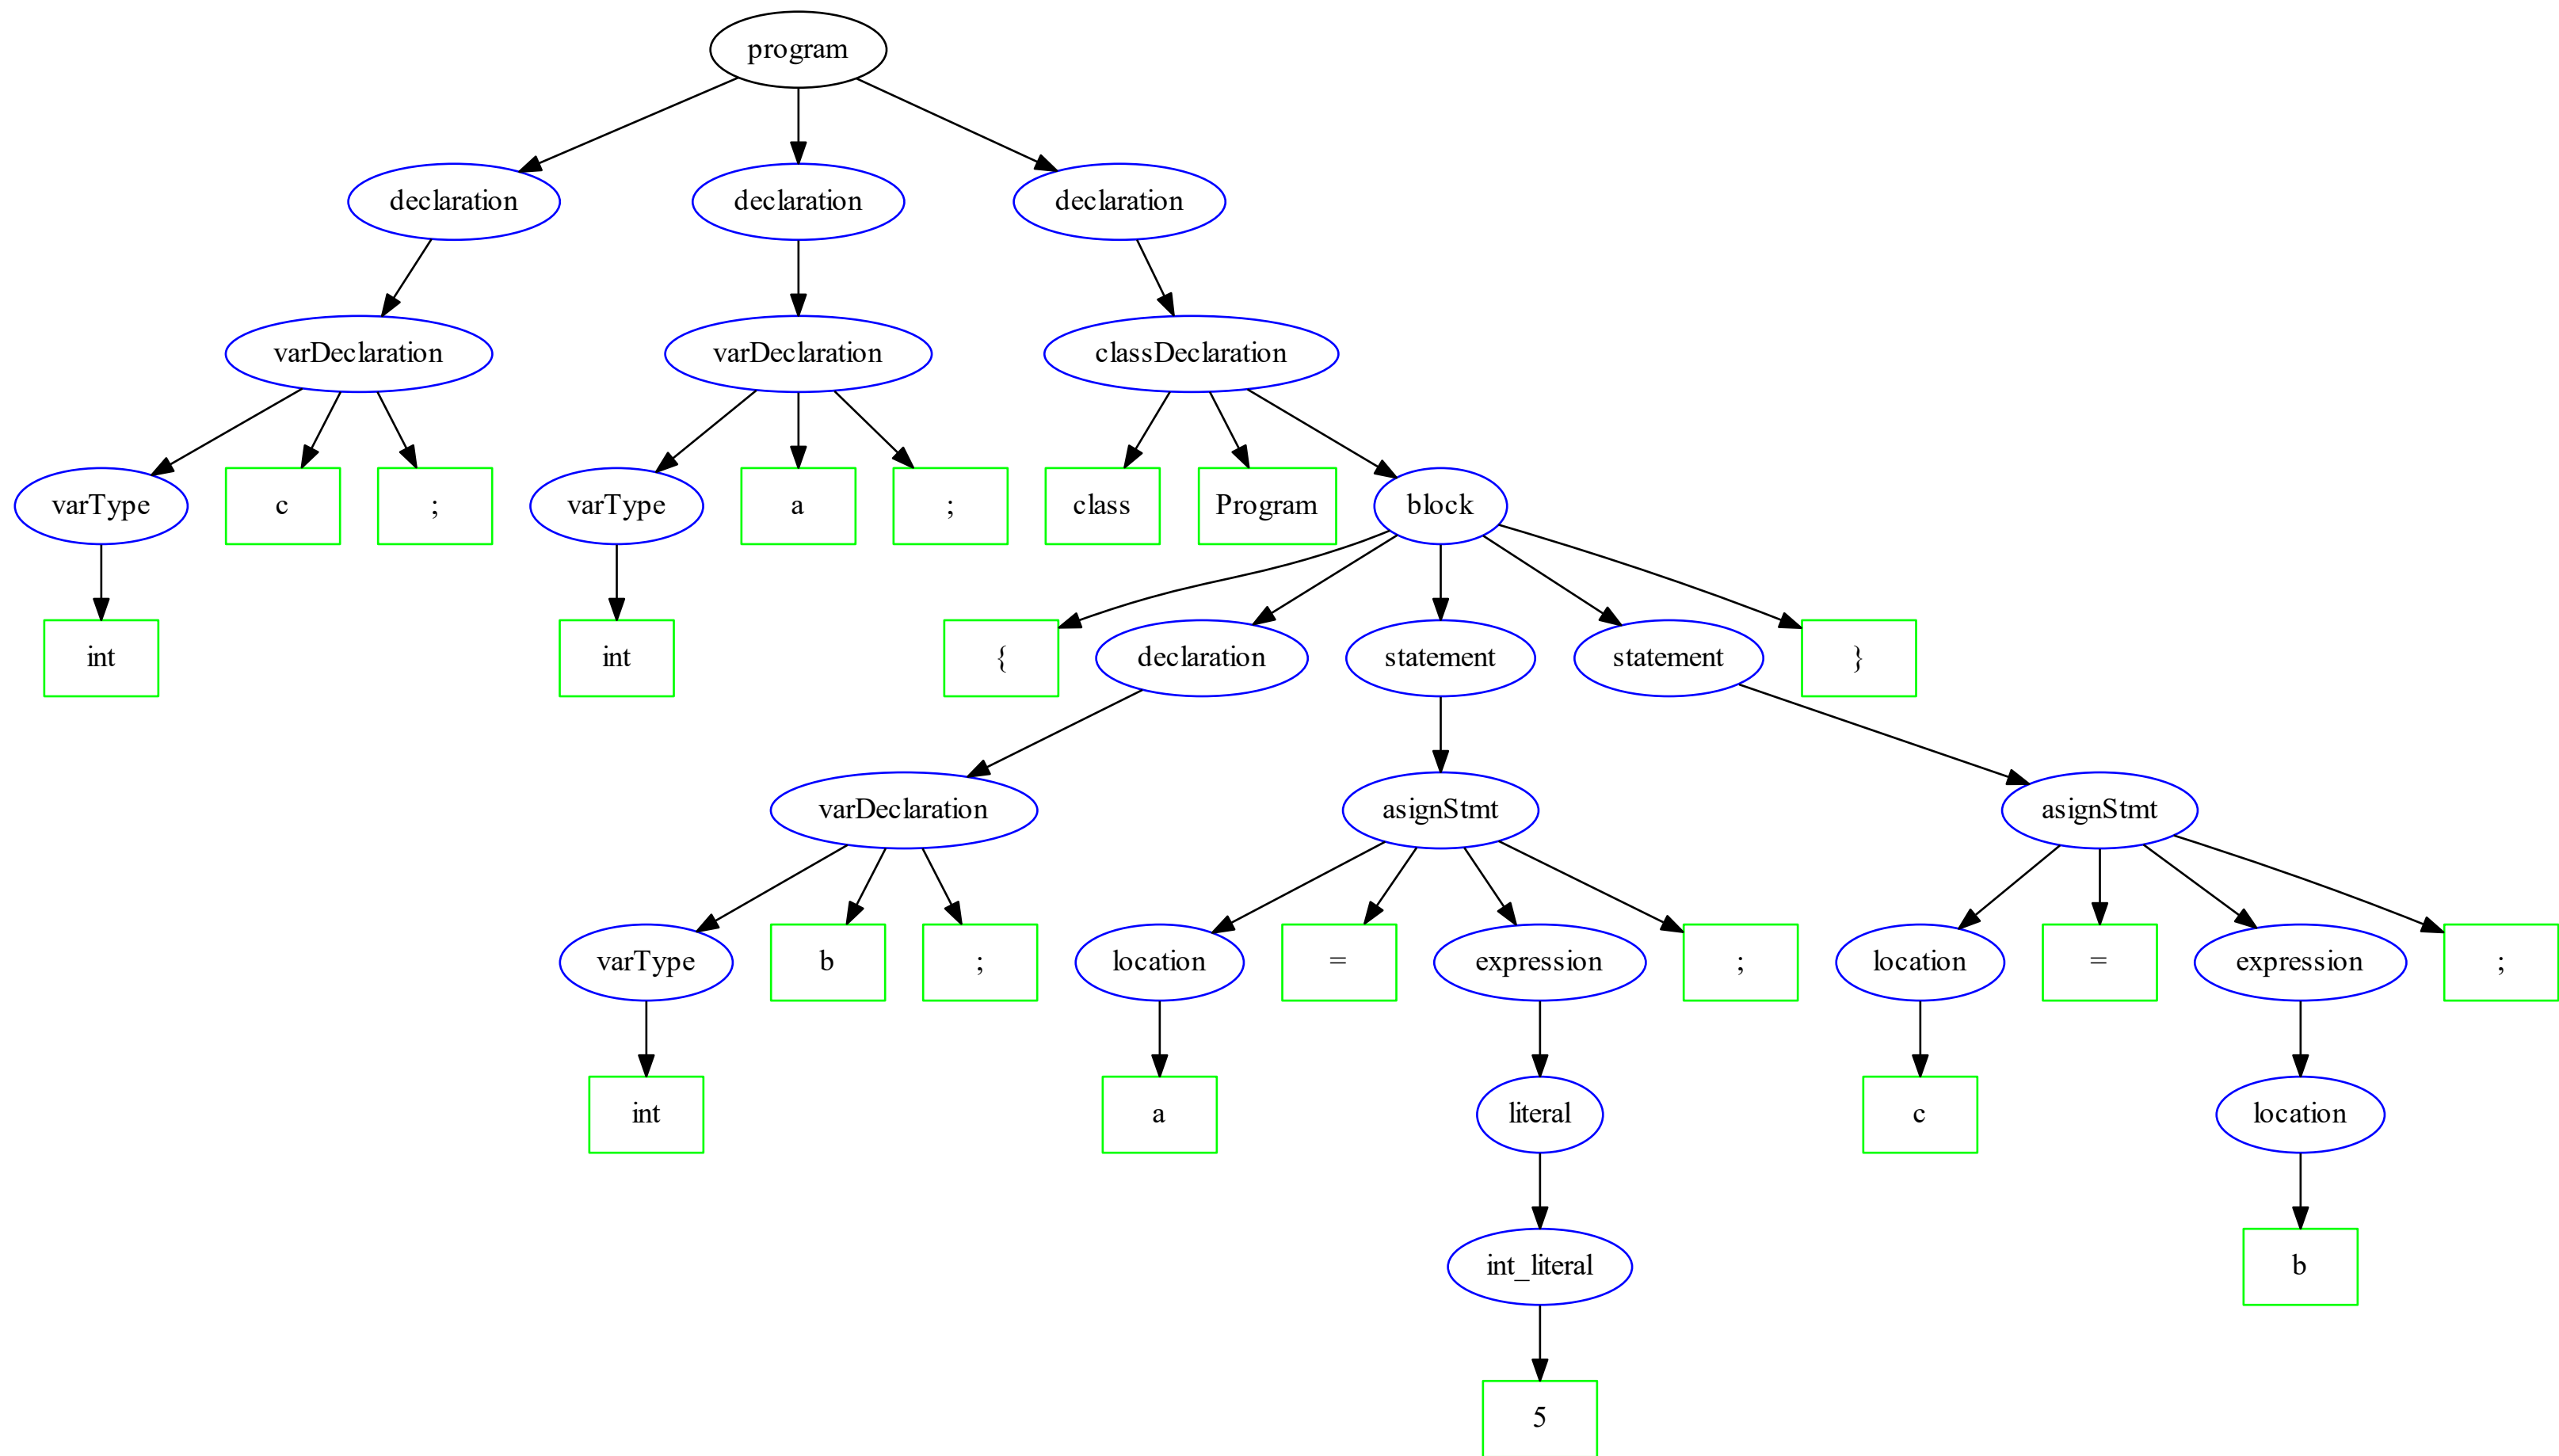 program
declaration
declaration
declaration
varDeclaration
varDeclaration
classDeclaration
varType
c
;
varType
a
;
class
Program
block
int
int
{
declaration
statement
statement
}
varDeclaration
asignStmt
asignStmt
varType
b
;
location
=
expression
;
location
=
expression
;
int
a
literal
c
location
int_literal
b
5